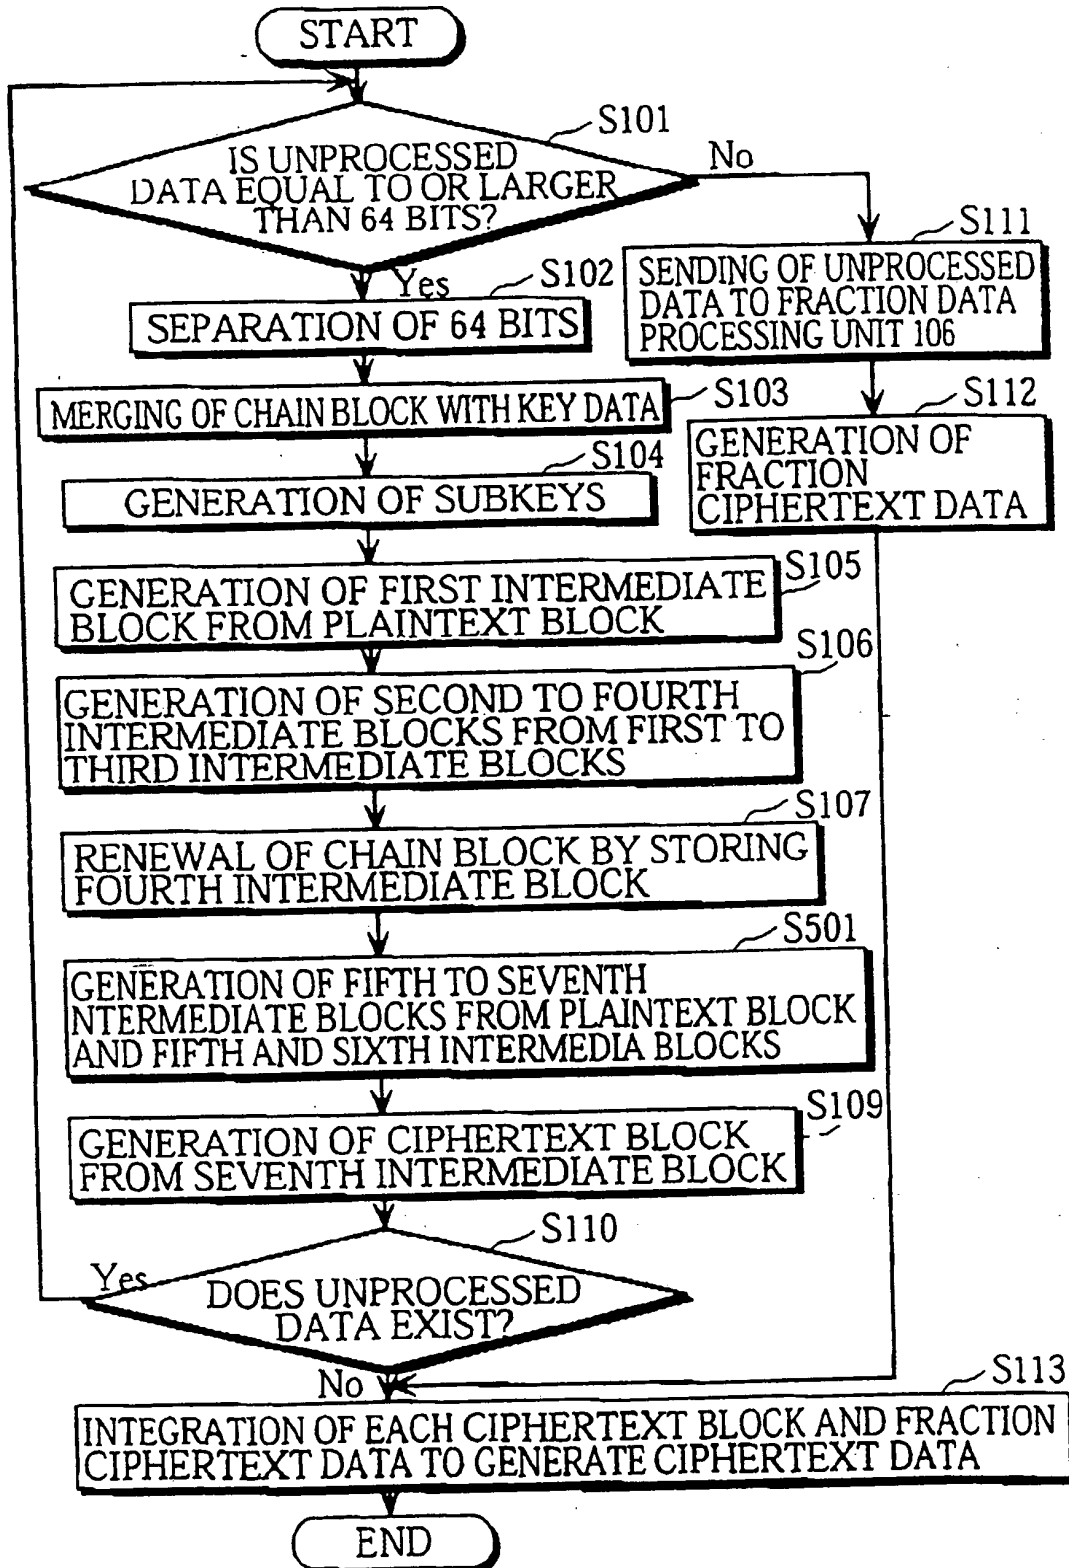 START
S101
IS UNPROCESSED
DATA EQUAL TO OR LARGER
THAN 64 BITS?
No
Yes
S111
SENDING OF UNPROCESSED
DATA TO FRACTION DATA
PROCESSING UNIT 106
S102
SEPARATION OF 64 BITS
S103
MERGING OF CHAIN BLOCK WITH KEY DATA
S112
GENERATION OF
FRACTION
CIPHERTEXT DATA
S104
GENERATION OF SUBKEYS
S105
GENERATION OF FIRST INTERMEDIATE
BLOCK FROM PLAINTEXT BLOCK
S106
GENERATION OF SECOND TO FOURTH
INTERMEDIATE BLOCKS FROM FIRST TO
THIRD INTERMEDIATE BLOCKS
S107
RENEWAL OF CHAIN BLOCK BY STORING
FOURTH INTERMEDIATE BLOCK
S501
GENERATION OF FIFTH TO SEVENTH
NTERMEDIATE BLOCKS FROM PLAINTEXT BLOCK
AND FIFTH AND SIXTH INTERMEDIA BLOCKS
S109
GENERATION OF CIPHERTEXT BLOCK
FROM SEVENTH INTERMEDIATE BLOCK
S110
Yes
DOES UNPROCESSED
DATA EXIST?
No
S113
INTEGRATION OF EACH CIPHERTEXT BLOCK AND FRACTION
CIPHERTEXT DATA TO GENERATE CIPHERTEXT DATA
END